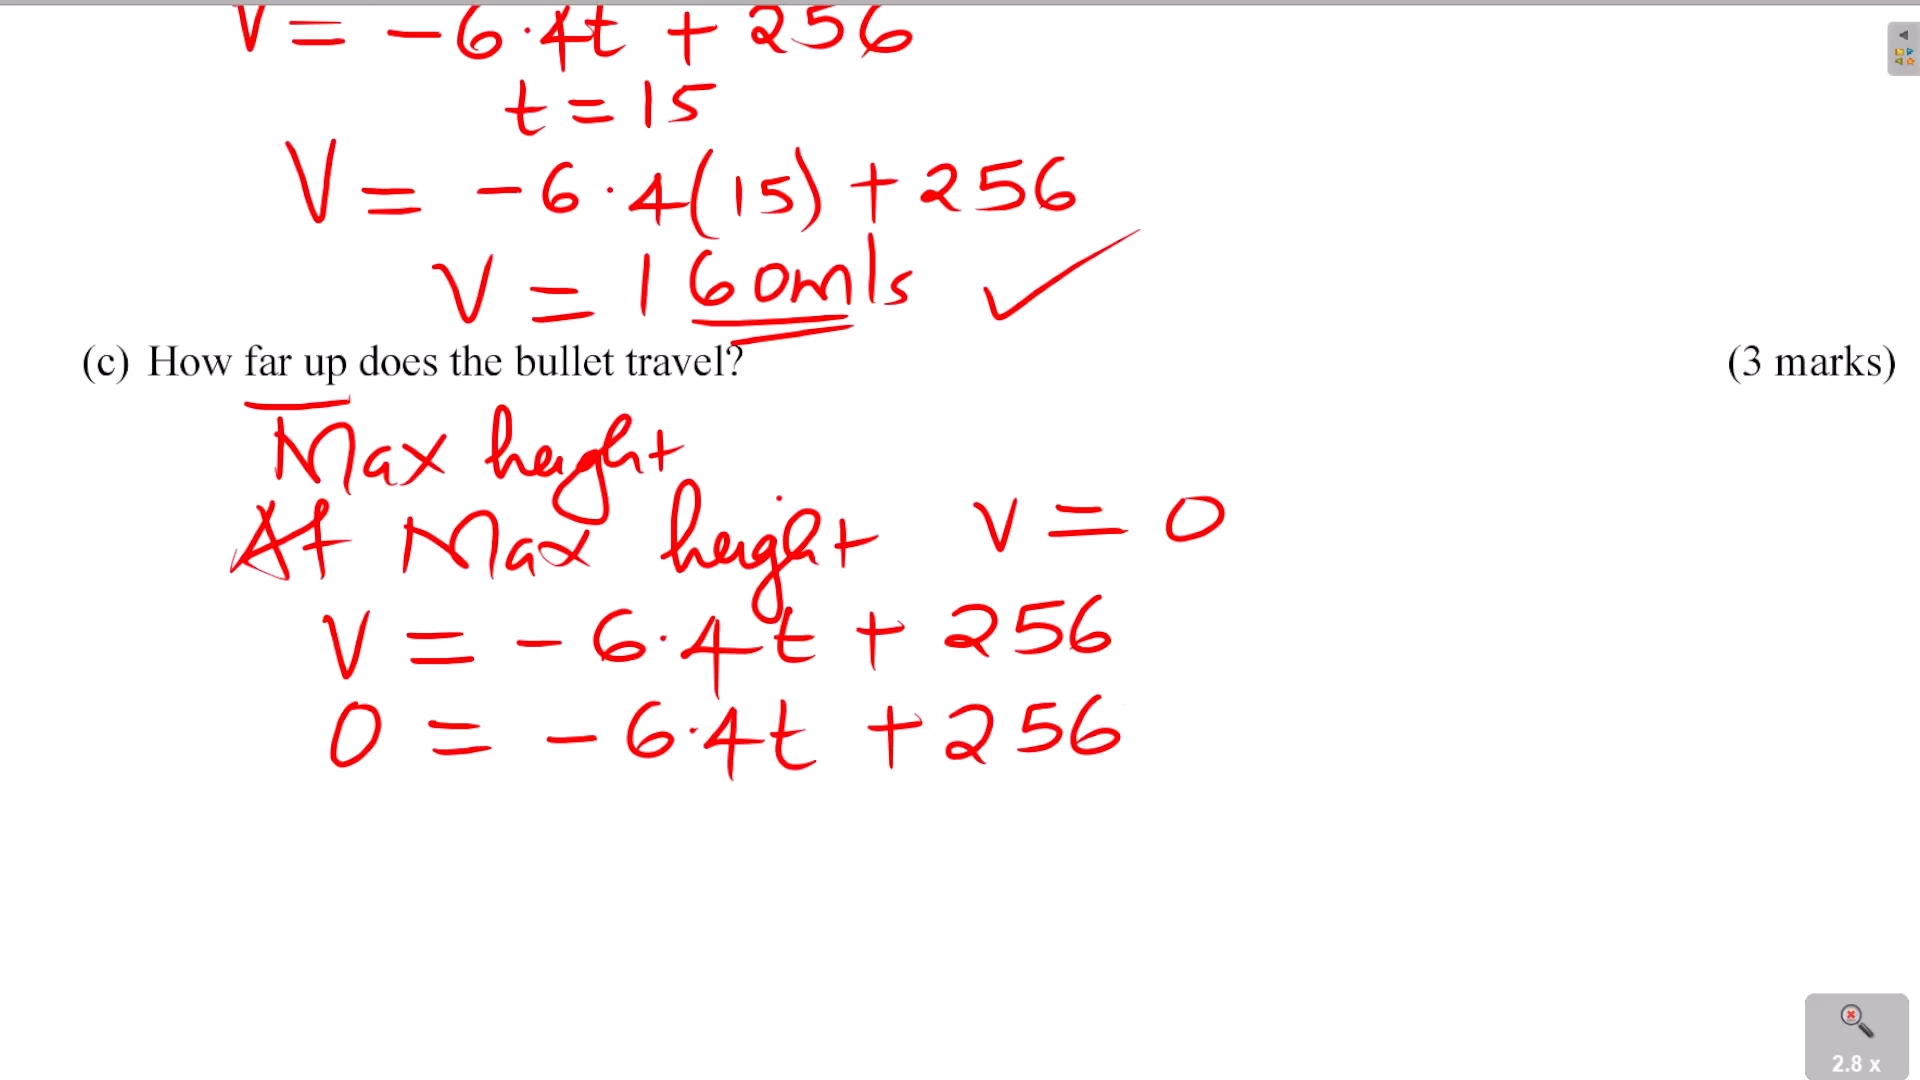 V = -6.4t + 256
t = 15
V = -6.4(15) + 256
V = 160m/s ✓
(c) How far up does the bullet travel? (3 marks)
Max height
At Max height V = 0
V = -6.4t + 256
0 = -6.4t + 256
2.8 x